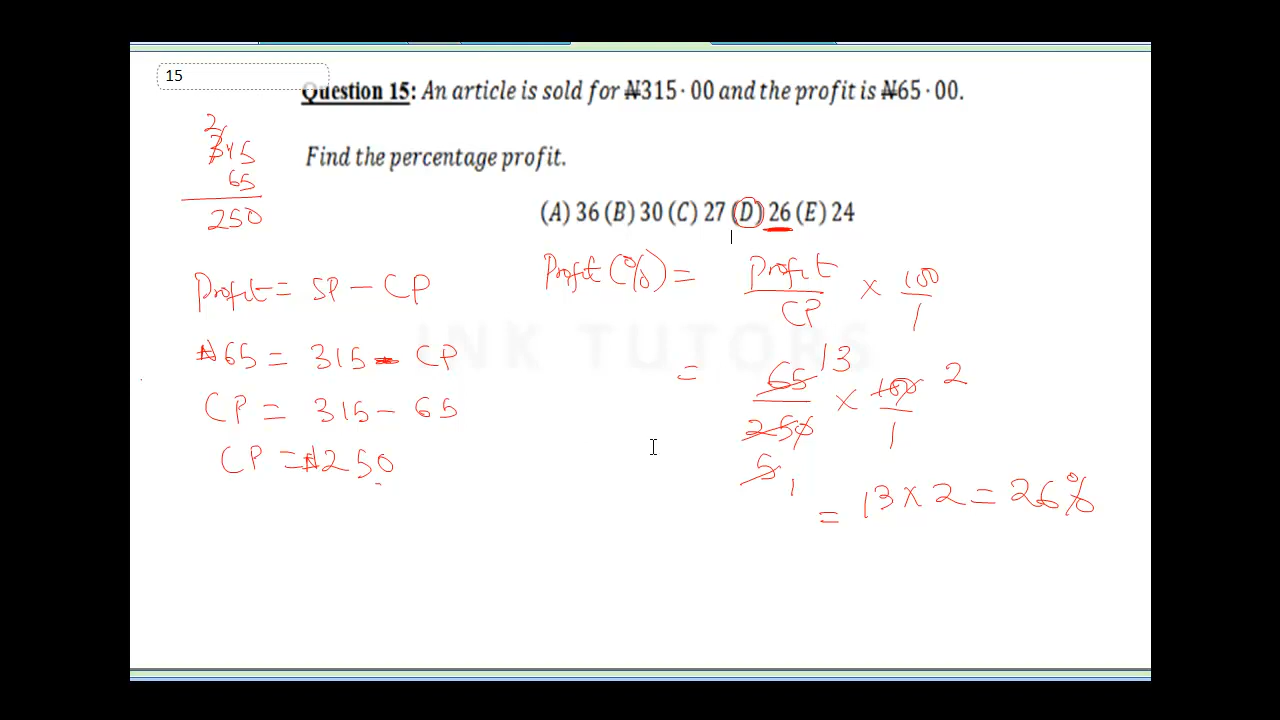 15
Question 15: An article is sold for ₦315·00 and the profit is ₦65·00.
Find the percentage profit.
(A) 36 (B) 30 (C) 27 (D) 26 (E) 24
2
315
65
250
Profit = SP - CP
₦65 = 315 - CP
CP = 315 - 65
CP = ₦250
Profit (%) = Profit/CP × 100/1
= 65/250 × 100/1
13
2
5
1
= 13 × 2 = 26%
INK TUTORS